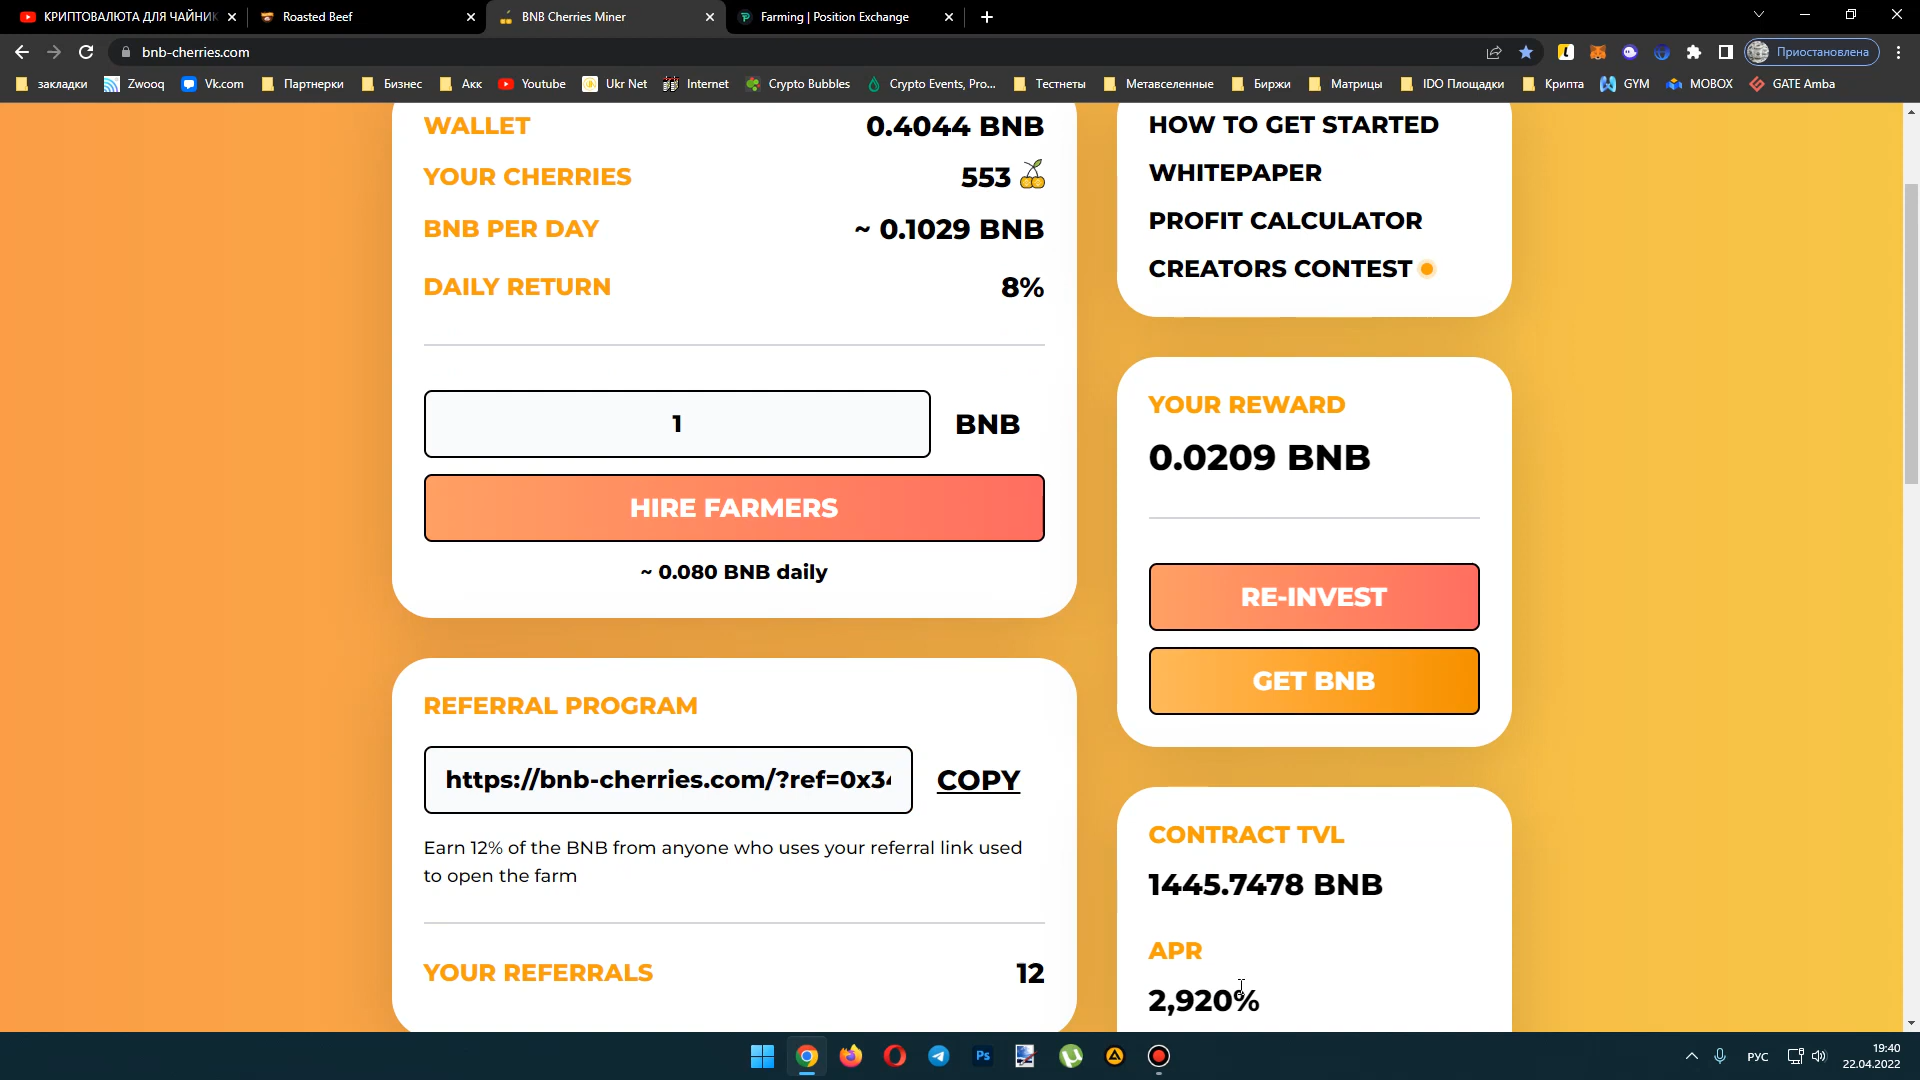 КРИПТОВАЛЮТА ДЛЯ ЧАЙНИК
Roasted Beef
BNB Cherries Miner
Farming | Position Exchange
bnb-cherries.com
Приостановлена
закладки
Zwooq
Vk.com
Партнерки
Бизнес
Акк
Youtube
Ukr Net
Internet
Crypto Bubbles
Crypto Events, Pro...
Тестнеты
Метавселенные
Биржи
Матрицы
IDO Площадки
Крипта
GYM
MOBOX
GATE Amba
WALLET 0.4044 BNB
YOUR CHERRIES 553
BNB PER DAY ~ 0.1029 BNB
DAILY RETURN 8%
1 BNB
HIRE FARMERS
~ 0.080 BNB daily
REFERRAL PROGRAM
https://bnb-cherries.com/?ref=0x34 COPY
Earn 12% of the BNB from anyone who uses your referral link used
to open the farm
YOUR REFERRALS 12
HOW TO GET STARTED
WHITEPAPER
PROFIT CALCULATOR
CREATORS CONTEST
YOUR REWARD
0.0209 BNB
RE-INVEST
GET BNB
CONTRACT TVL
1445.7478 BNB
APR
2,920%
Ps
РУС
19:40
22.04.2022